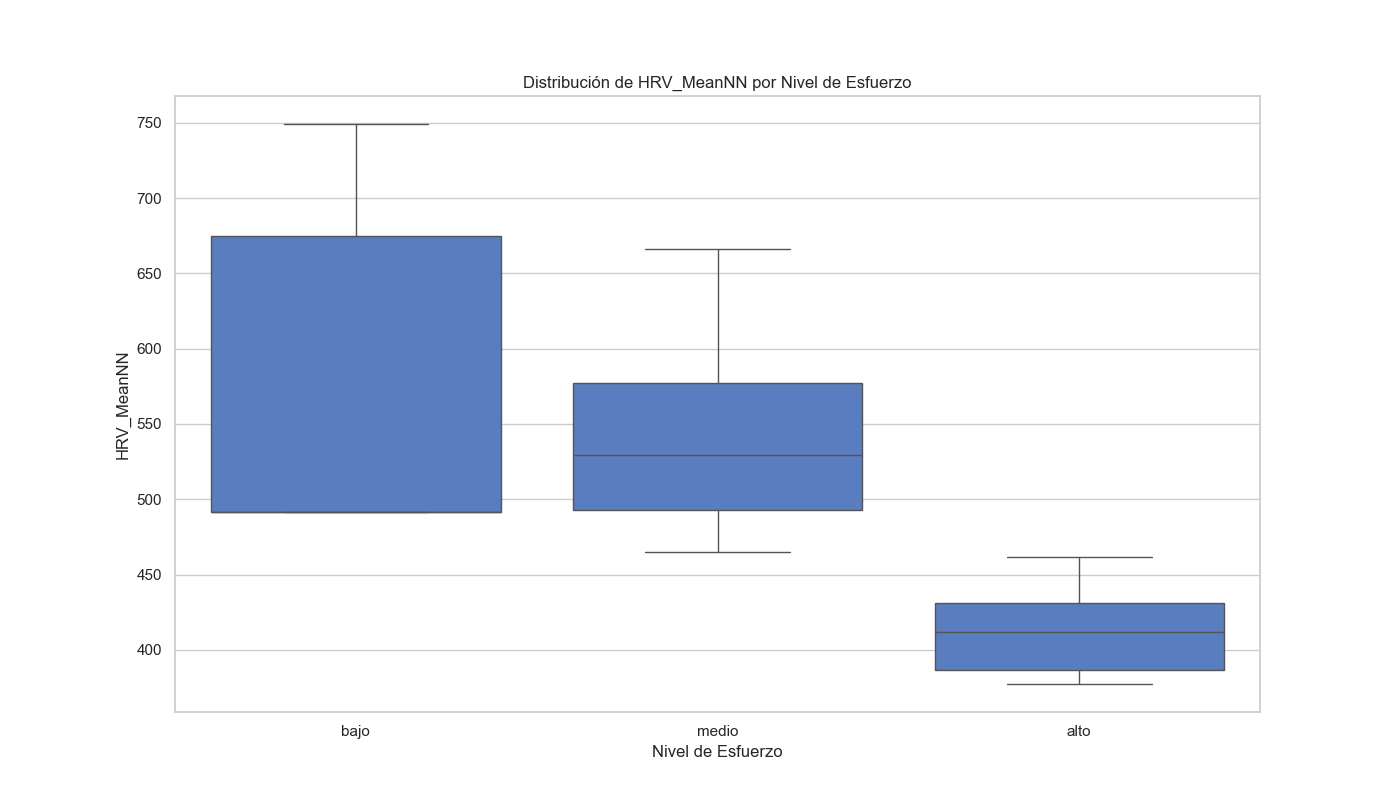 Distribución de HRV_MeanNN por Nivel de Esfuerzo
750
700
650
600
550
500
450
400
HRV_MeanNN
bajo
medio
alto
Nivel de Esfuerzo